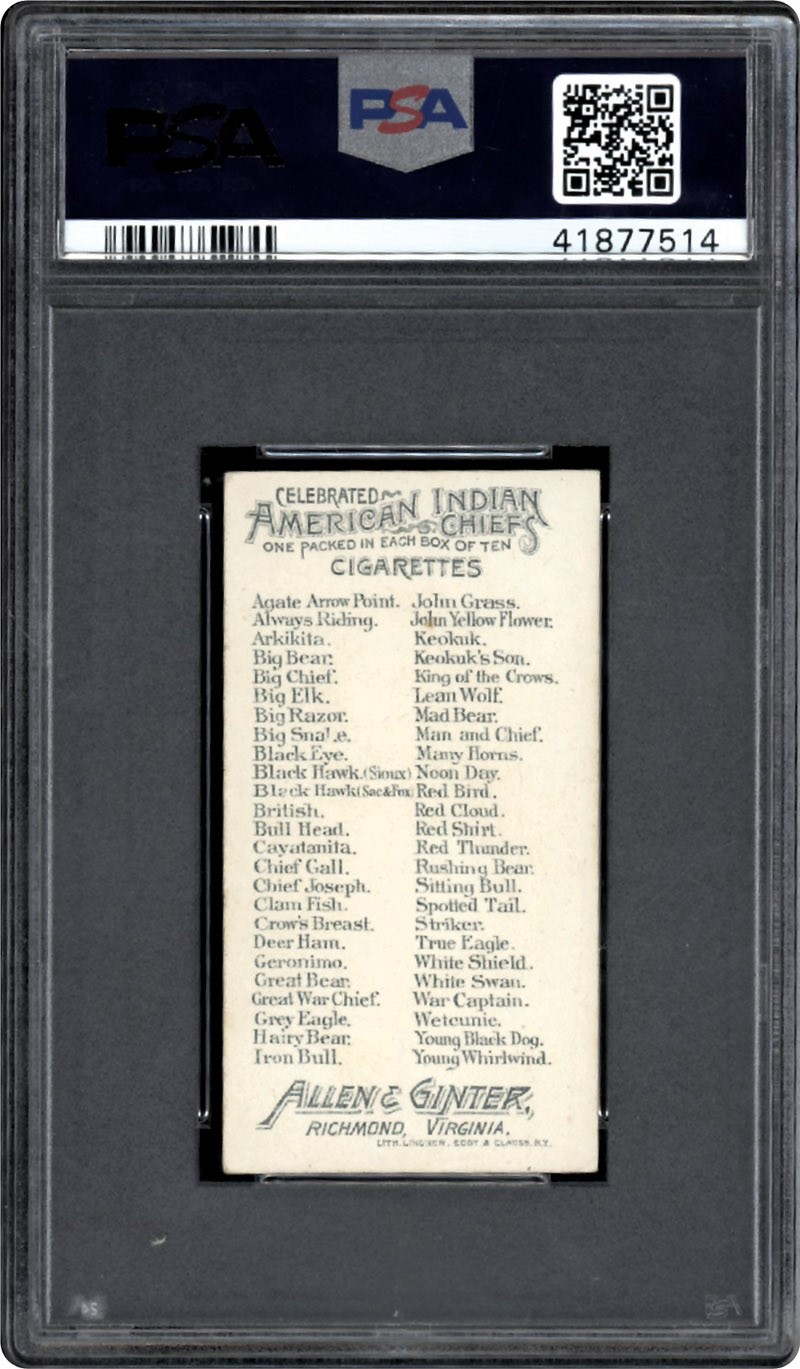 PSA
PSA
41877514
CELEBRATED
AMERICAN INDIAN
CHIEFS
ONE PACKED IN EACH BOX OF TEN
CIGARETTES
Agate Arrow Point. John Grass.
Always Riding. John Yellow Flower.
Arkikita. Keokuk.
Big Bear. Keokuk's Son.
Big Chief. King of the Crows.
Big Elk. Lean Wolf.
Big Razor. Mad Bear.
Big Snake. Man and Chief.
Black Eye. Many Horns.
Black Hawk.(Sioux) Noon Day.
Black Hawk(Sac&Fox) Red Bird.
British. Red Cloud.
Bull Head. Red Shirt.
Cayatanita. Red Thunder.
Chief Gall. Rushing Bear.
Chief Joseph. Sitting Bull.
Clam Fish. Spotted Tail.
Crow's Breast. Striker.
Deer Ham. True Eagle.
Geronimo. White Shield.
Great Bear. White Swan.
Great War Chief. War Captain.
Grey Eagle. Wetcunie.
Hairy Bear. Young Black Dog.
Iron Bull. Young Whirlwind.
ALLEN & GINTER,
RICHMOND, VIRGINIA.
LITH. LINDNER, EDDY & CLAUSS, N.Y.
PSA